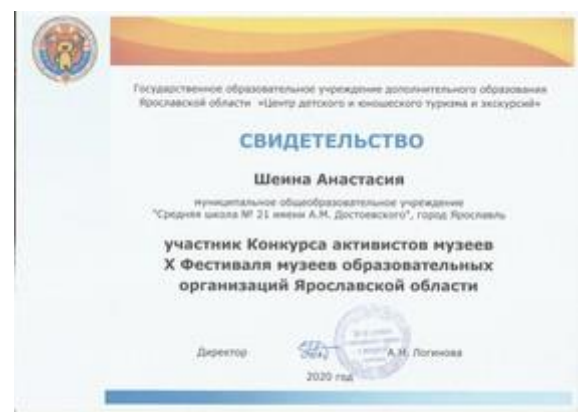 Государственное образовательное учреждение дополнительного образования
Ярославской области «Центр детского и юношеского туризма и экскурсий»
СВИДЕТЕЛЬСТВО
Шеина Анастасия
муниципальное общеобразовательное учреждение
"Средняя школа № 21 имени А.М. Достоевского", город Ярославль
участник Конкурса активистов музеев
X Фестиваля музеев образовательных
организаций Ярославской области
Директор А.Н. Логинова
2020 год